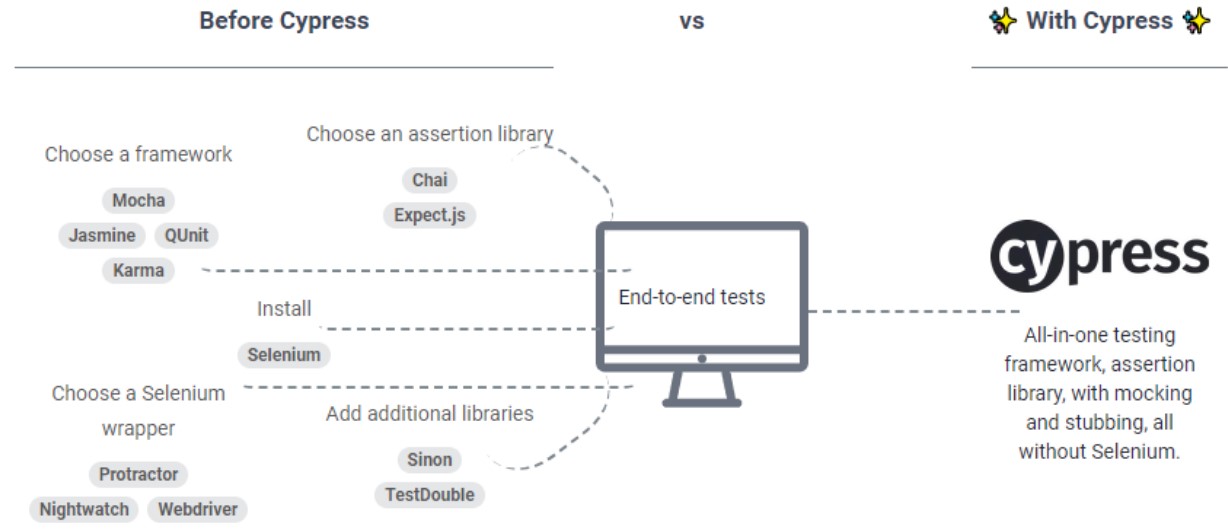 Before Cypress
vs
✨ With Cypress ✨
Choose a framework
Mocha
Jasmine QUnit
Karma
Choose an assertion library
Chai
Expect.js
Install
Selenium
Choose a Selenium
wrapper
Protractor
Nightwatch Webdriver
Add additional libraries
Sinon
TestDouble
End-to-end tests
cypress
All-in-one testing
framework, assertion
library, with mocking
and stubbing, all
without Selenium.